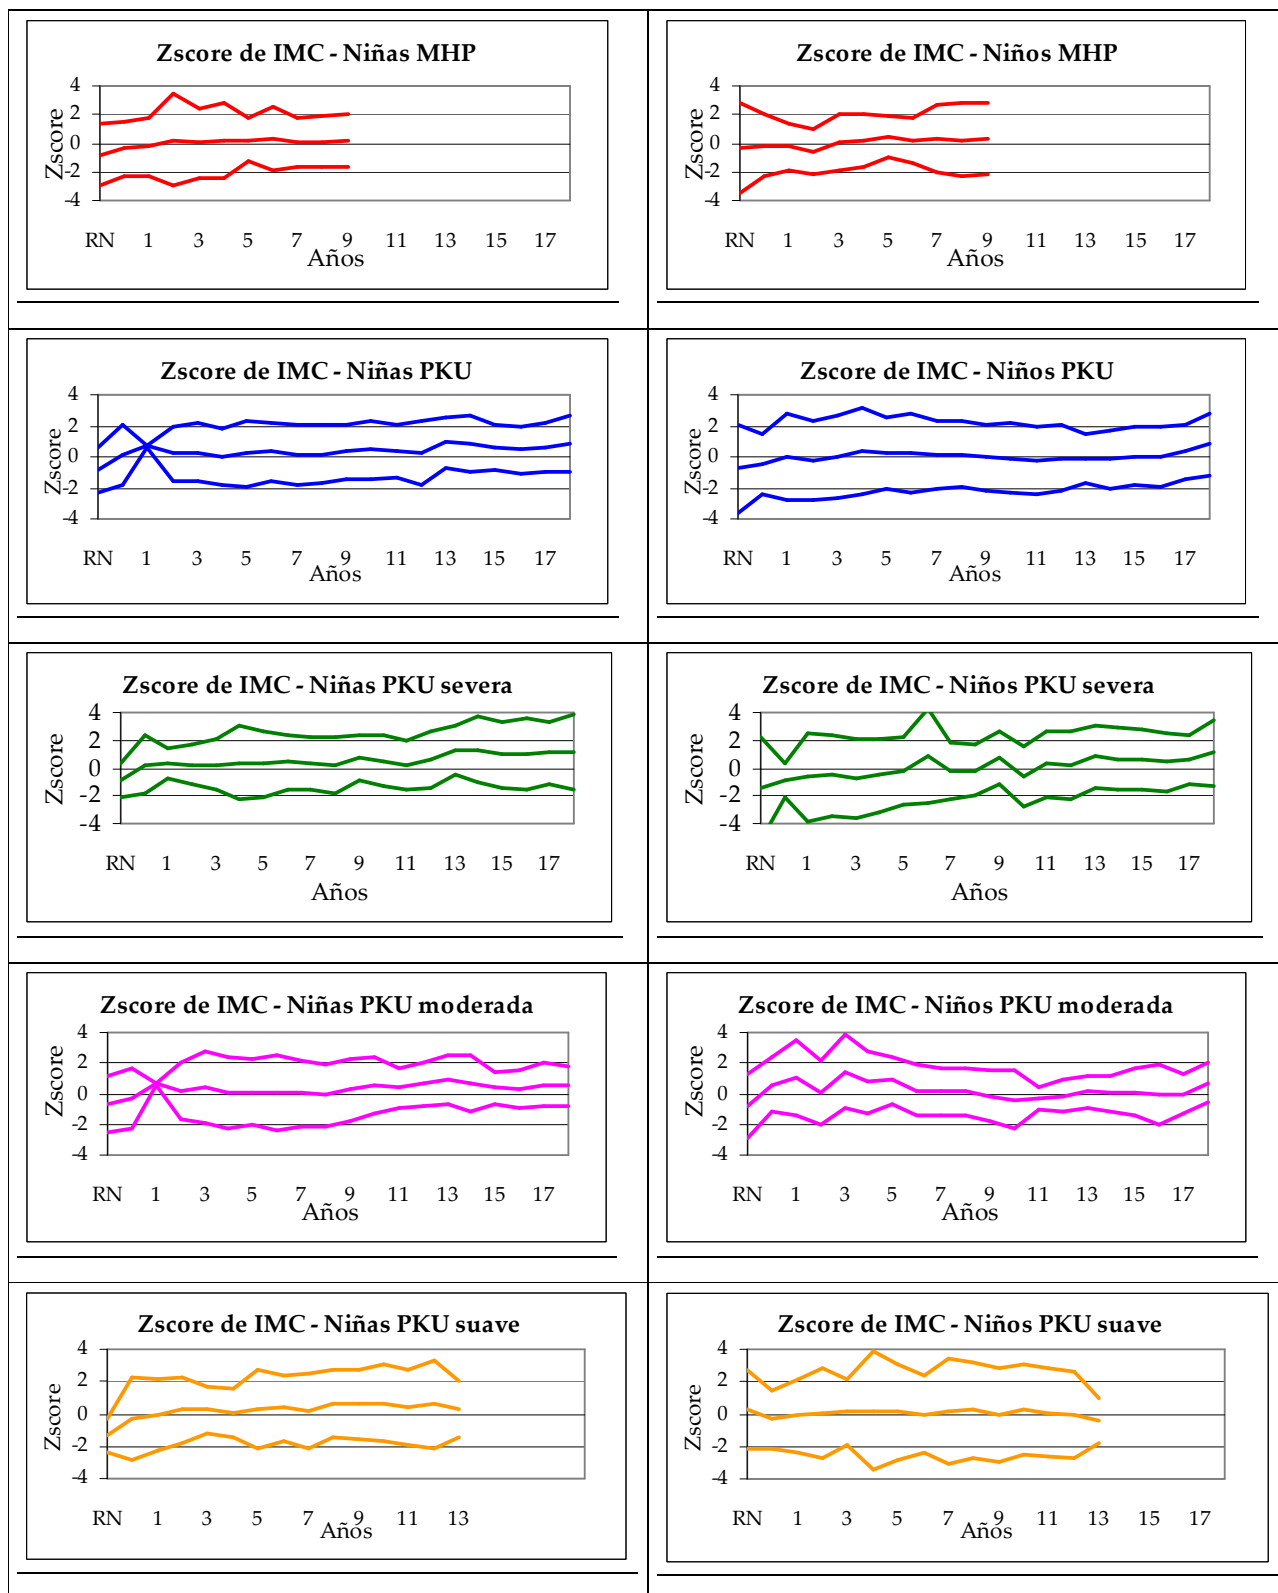 Zscore de IMC - Niñas MHP
Zscore
4
2
0
-2
-4
RN 1 3 5 7 9 11 13 15 17
Años
Zscore de IMC - Niños MHP
Zscore
4
2
0
-2
-4
RN 1 3 5 7 9 11 13 15 17
Años
Zscore de IMC - Niñas PKU
Zscore
4
2
0
-2
-4
RN 1 3 5 7 9 11 13 15 17
Años
Zscore de IMC - Niños PKU
Zscore
4
2
0
-2
-4
RN 1 3 5 7 9 11 13 15 17
Años
Zscore de IMC - Niñas PKU severa
Zscore
4
2
0
-2
-4
RN 1 3 5 7 9 11 13 15 17
Años
Zscore de IMC - Niños PKU severa
Zscore
4
2
0
-2
-4
RN 1 3 5 7 9 11 13 15 17
Años
Zscore de IMC - Niñas PKU moderada
Zscore
4
2
0
-2
-4
RN 1 3 5 7 9 11 13 15 17
Años
Zscore de IMC - Niños PKU moderada
Zscore
4
2
0
-2
-4
RN 1 3 5 7 9 11 13 15 17
Años
Zscore de IMC - Niñas PKU suave
Zscore
4
2
0
-2
-4
RN 1 3 5 7 9 11 13
Años
Zscore de IMC - Niños PKU suave
Zscore
4
2
0
-2
-4
RN 1 3 5 7 9 11 13 15 17
Años